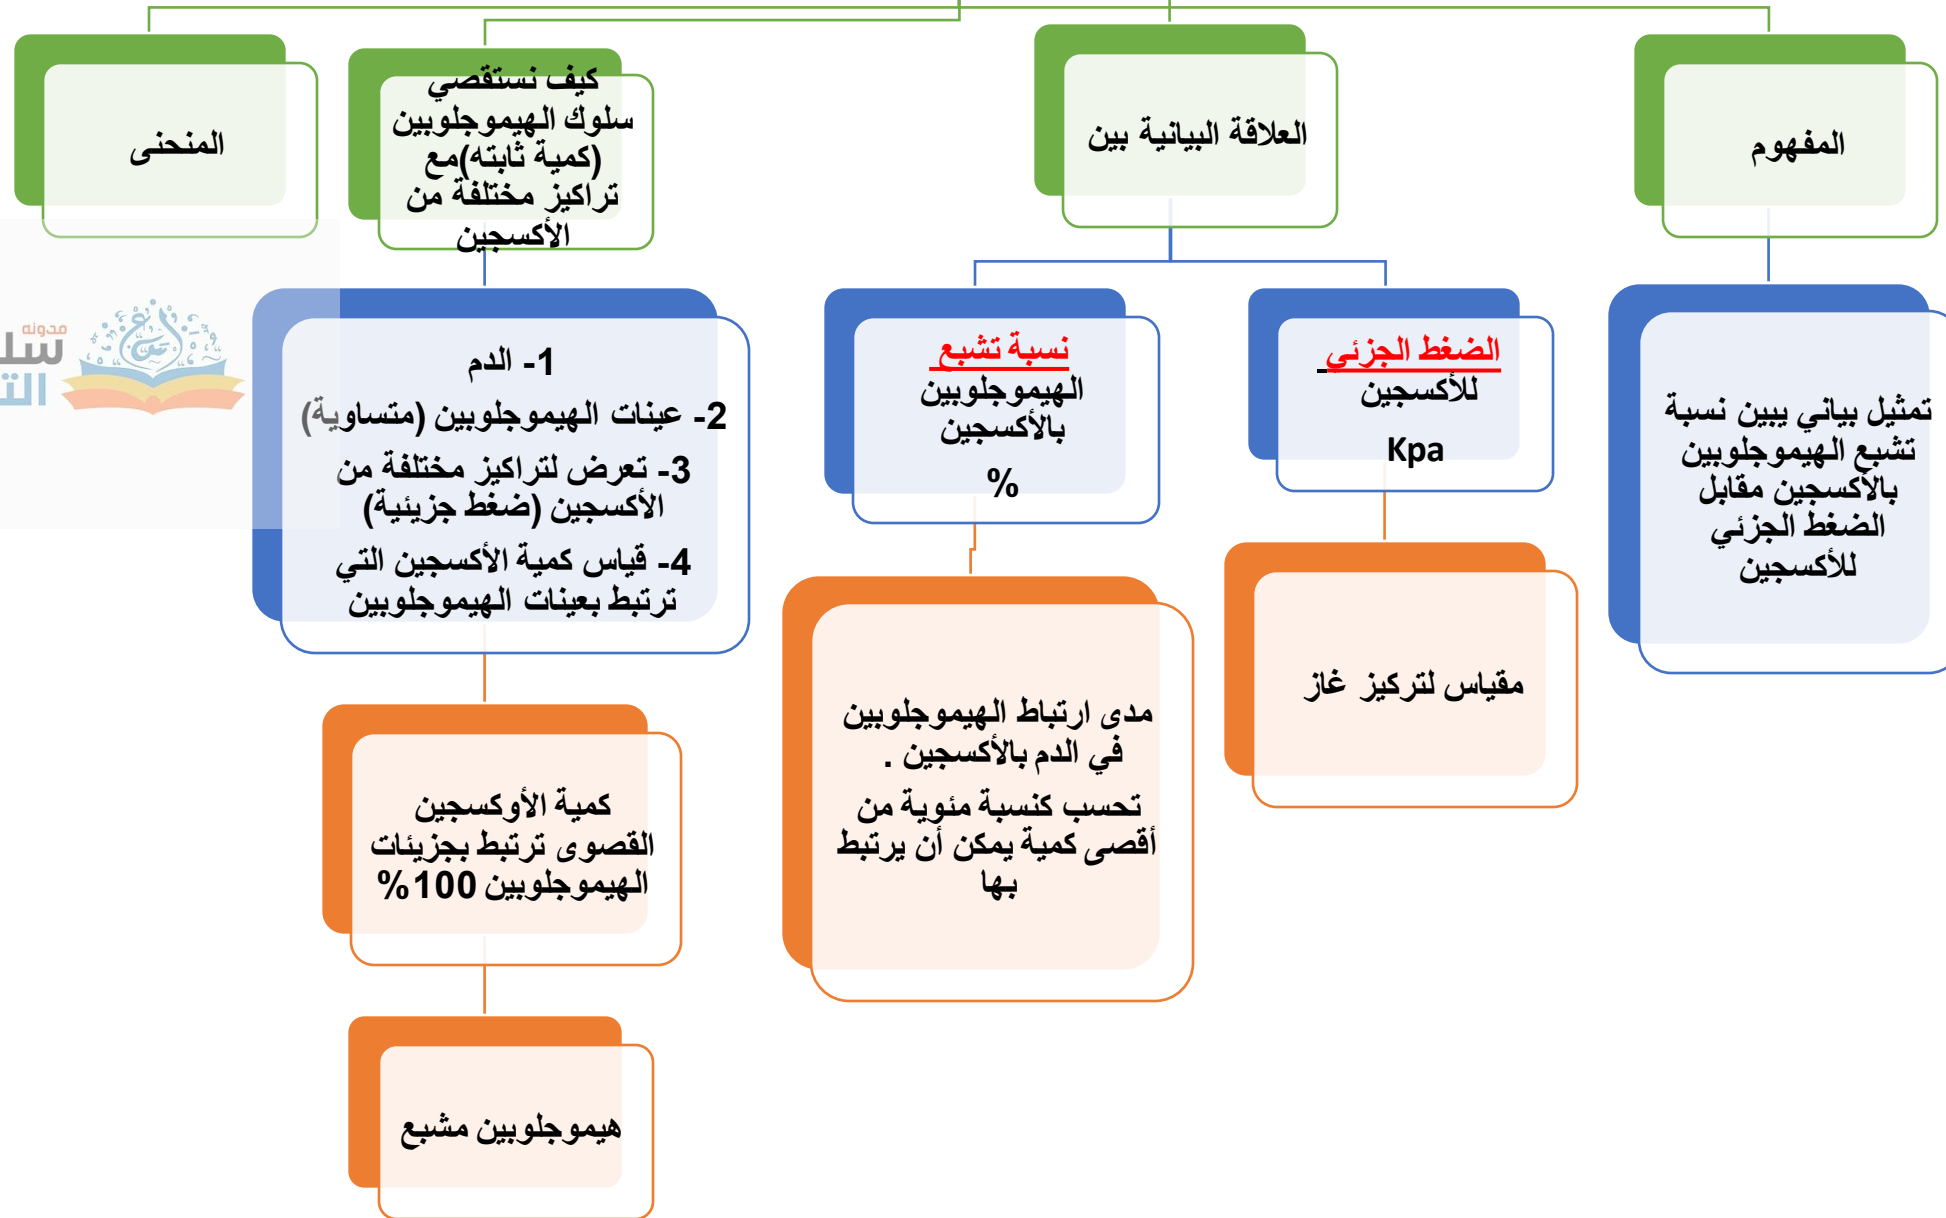 المفهوم
تمثيل بياني يبين نسبة
تشبع الهيموجلوبين
بالأكسجين مقابل
الضغط الجزئي
للأكسجين
العلاقة البيانية بين
الضغط الجزئي
للأكسجين
Kpa
مقياس لتركيز غاز
نسبة تشبع
الهيموجلوبين
بالأكسجين
%
مدى ارتباط الهيموجلوبين
في الدم بالأكسجين .
تحسب كنسبة مئوية من
أقصى كمية يمكن أن يرتبط
بها
كيف نستقصي
سلوك الهيموجلوبين
(كمية ثابته)مع
تراكيز مختلفة من
الأكسجين
1- الدم
2- عينات الهيموجلوبين (متساوية)
3- تعرض لتراكيز مختلفة من
الأكسجين (ضغط جزيئية)
4- قياس كمية الأكسجين التي
ترتبط بعينات الهيموجلوبين
كمية الأوكسجين
القصوى ترتبط بجزيئات
الهيموجلوبين 100%
هيموجلوبين مشبع
المنحنى
مدونه